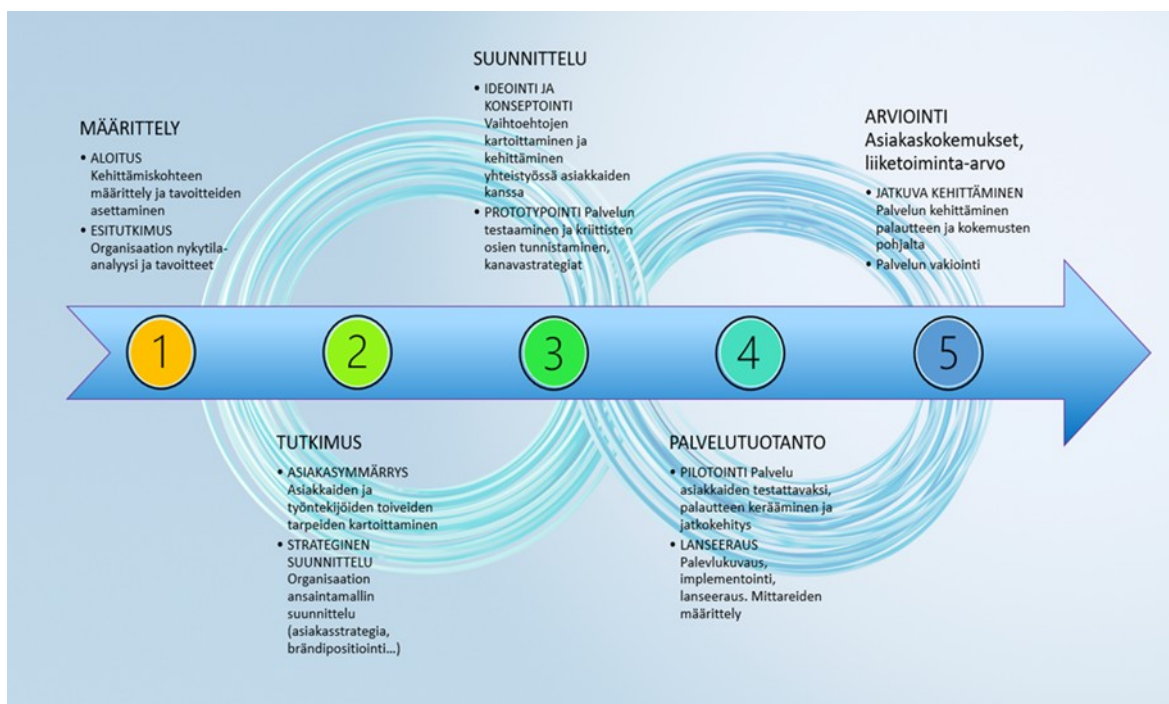 MÄÄRITTELY
• ALOITUS
Kehittämiskohteen
määrittely ja tavoitteiden
asettaminen
• ESITUTKIMUS
Organisaation nykytila-
analyysi ja tavoitteet
SUUNNITTELU
• IDEOINTI JA
KONSEPTOINTI
Vaihtoehtojen
kartoittaminen ja
kehittäminen
yhteistyössä asiakkaiden
kanssa
• PROTOTYPOINTI Palvelun
testaaminen ja kriittisten
osien tunnistaminen,
kanavastrategiat
ARVIOINTI
Asiakaskokemukset,
liiketoiminta-arvo
• JATKUVA KEHITTÄMINEN
Palvelun kehittäminen
palautteen ja kokemusten
pohjalta
• Palvelun vakiointi
1
2
3
4
5
TUTKIMUS
• ASIAKASYMMÄRRYS
Asiakkaiden ja
työntekijöiden toiveiden
tarpeiden kartoittaminen
• STRATEGINEN
SUUNNITTELU
Organisaation
ansaintamallin
suunnittelu
(asiakasstrategia,
brändipositiointi...)
PALVELUTUOTANTO
• PILOTOINTI Palvelu
asiakkaiden testattavaksi,
palautteen kerääminen ja
jatkokehitys
• LANSEERAUS
Palevlukuvaus,
implementointi,
lanseeraus. Mittareiden
määrittely